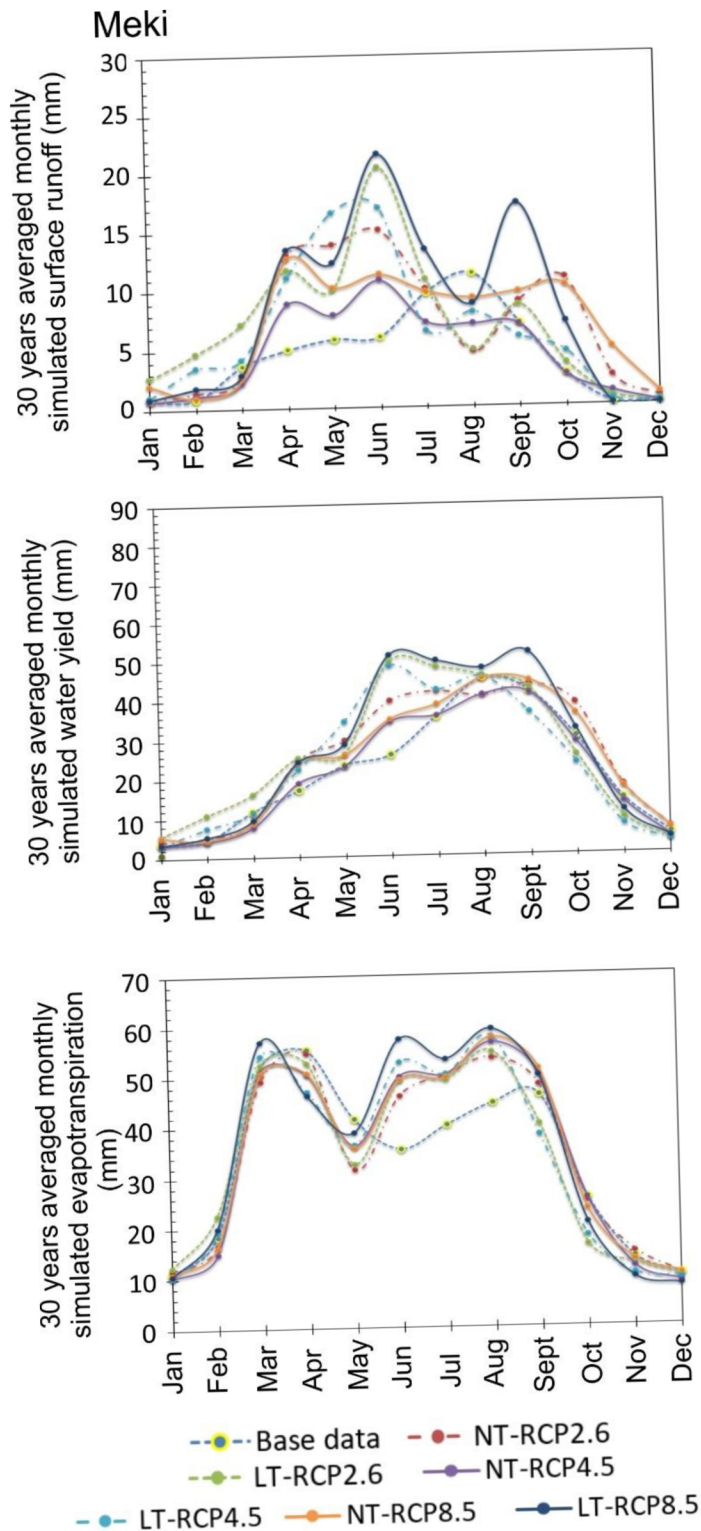 Meki
30 years averaged monthly
simulated surface runoff (mm)
30
25
20
15
10
5
0
Jan Feb Mar Apr May Jun Jul Aug Sept Oct Nov Dec
30 years averaged monthly
simulated water yield (mm)
90
80
70
60
50
40
30
20
10
0
Jan Feb Mar Apr May Jun Jul Aug Sept Oct Nov Dec
30 years averaged monthly
simulated evapotranspiration
(mm)
70
60
50
40
30
20
10
0
Jan Feb Mar Apr May Jun Jul Aug Sept Oct Nov Dec
Base data NT-RCP2.6
LT-RCP2.6 NT-RCP4.5
LT-RCP4.5 NT-RCP8.5 LT-RCP8.5